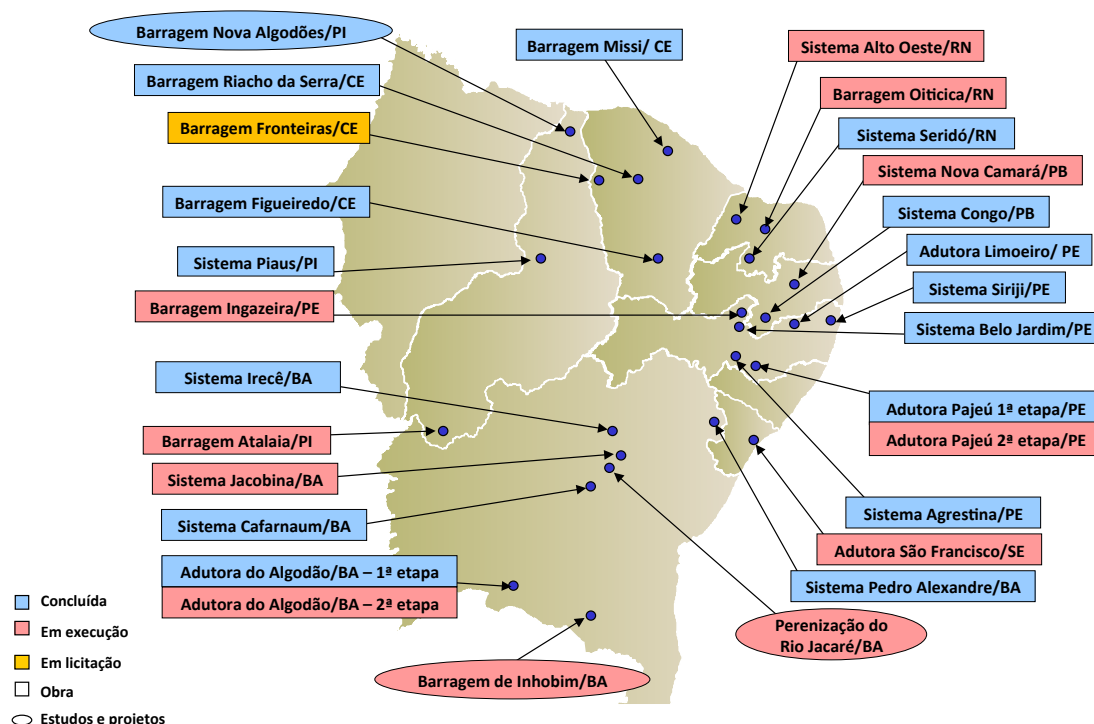 Barragem Nova Algodões/PI
Barragem Missi/ CE
Sistema Alto Oeste/RN
Barragem Riacho da Serra/CE
Barragem Oiticica/RN
Barragem Fronteiras/CE
Sistema Seridó/RN
Sistema Nova Camará/PB
Barragem Figueiredo/CE
Sistema Congo/PB
Adutora Limoeiro/ PE
Sistema Piaus/PI
Sistema Siriji/PE
Barragem Ingazeira/PE
Sistema Belo Jardim/PE
Sistema Irecê/BA
Adutora Pajeú 1ª etapa/PE
Barragem Atalaia/PI
Adutora Pajeú 2ª etapa/PE
Sistema Jacobina/BA
Sistema Agrestina/PE
Sistema Cafarnaum/BA
Adutora São Francisco/SE
Adutora do Algodão/BA – 1ª etapa
Sistema Pedro Alexandre/BA
Adutora do Algodão/BA – 2ª etapa
Perenização do
Rio Jacaré/BA
Barragem de Inhobim/BA
Concluída
Em execução
Em licitação
Obra
Estudos e projetos